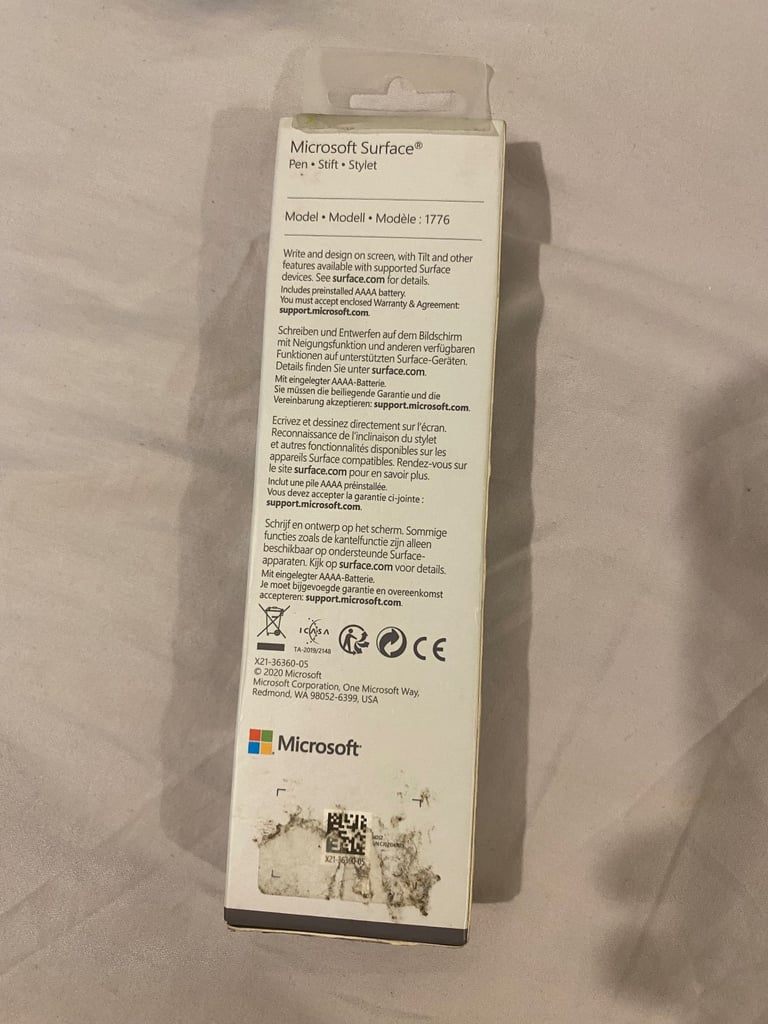 Microsoft Surface®
Pen • Stift • Stylet
Model • Modell • Modèle : 1776
Write and design on screen, with Tilt and other
features available with supported Surface
devices. See surface.com for details.
Includes preinstalled AAAA battery.
You must accept enclosed Warranty & Agreement:
support.microsoft.com.
Schreiben und Entwerfen auf dem Bildschirm
mit Neigungsfunktion und anderen verfügbaren
Funktionen auf unterstützten Surface-Geräten.
Details finden Sie unter surface.com.
Mit eingelegter AAAA-Batterie.
Sie müssen die beiliegende Garantie und die
Vereinbarung akzeptieren: support.microsoft.com.
Ecrivez et dessinez directement sur l'écran.
Reconnaissance de l'inclinaison du stylet
et autres fonctionnalités disponibles sur les
appareils Surface compatibles. Rendez-vous sur
le site surface.com pour en savoir plus.
Inclut une pile AAAA préinstallée.
Vous devez accepter la garantie ci-jointe :
support.microsoft.com.
Schrijf en ontwerp op het scherm. Sommige
functies zoals de kantelfunctie zijn alleen
beschikbaar op ondersteunde Surface-
apparaten. Kijk op surface.com voor details.
Mit eingelegter AAAA-Batterie.
Je moet bijgevoegde garantie en overeenkomst
accepteren: support.microsoft.com.
ICASA
TA-2019/2148
CE
X21-36360-05
© 2020 Microsoft
Microsoft Corporation, One Microsoft Way,
Redmond, WA 98052-6399, USA
Microsoft
X21-36360-05